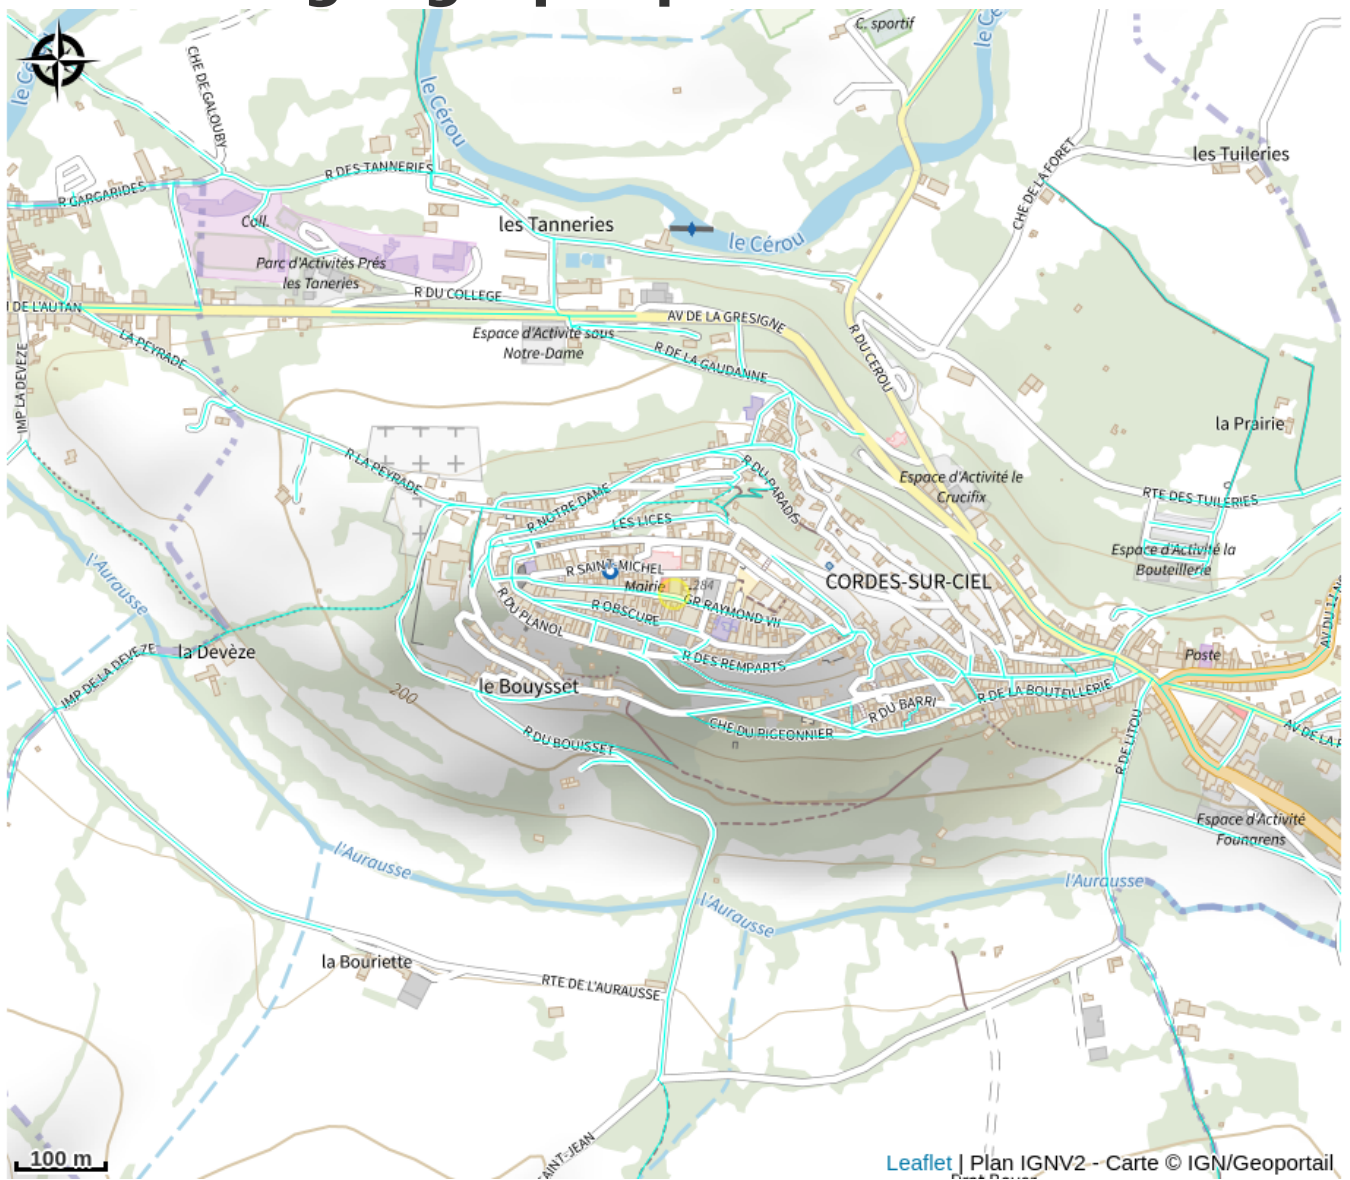 C. sportif
le Cérou
CHE DE GALOUBY
le Cérou
les Tuileries
CHE DE LA FORET
R DES TANNERIES
R GARGARIDES
Coll.
les Tanneries
le Cérou
Parc d'Activités Prés
les Taneries
R DU COLLEGE
DE L'AUTAN
AV DE LA GRESIGNE
Espace d'Activité sous
Notre-Dame
LA PEYRADE
R DE LA GAUDANNE
R DU CEROU
IMP LA DEVEZE
la Prairie
R LA PEYRADE
R DU PARADIS
Espace d'Activité le
Crucifix
RTE DES TUILERIES
R NOTRE-DAME
LES LICES
Espace d'Activité la
Bouteillerie
R SAINT-MICHEL
Mairie
284
CORDES-SUR-CIEL
l'Aurausse
R OBSCURE
GR RAYMOND VII
R DU PLANOL
la Devèze
IMP DE LA DEVEZE
R DES REMPARTS
Poste
le Bouysset
200
R DE LA BOUTEILLERIE
R DU BARRI
CHE DU PIGEONNIER
R DU BOUISSET
R DE LITOU
AV DE LA
Espace d'Activité
Founarens
l'Aurausse
l'Aurausse
l'Aurausse
la Bouriette
RTE DE L'AURAUSSE
100 m
Leaflet | Plan IGNV2 - Carte © IGN/Geoportail